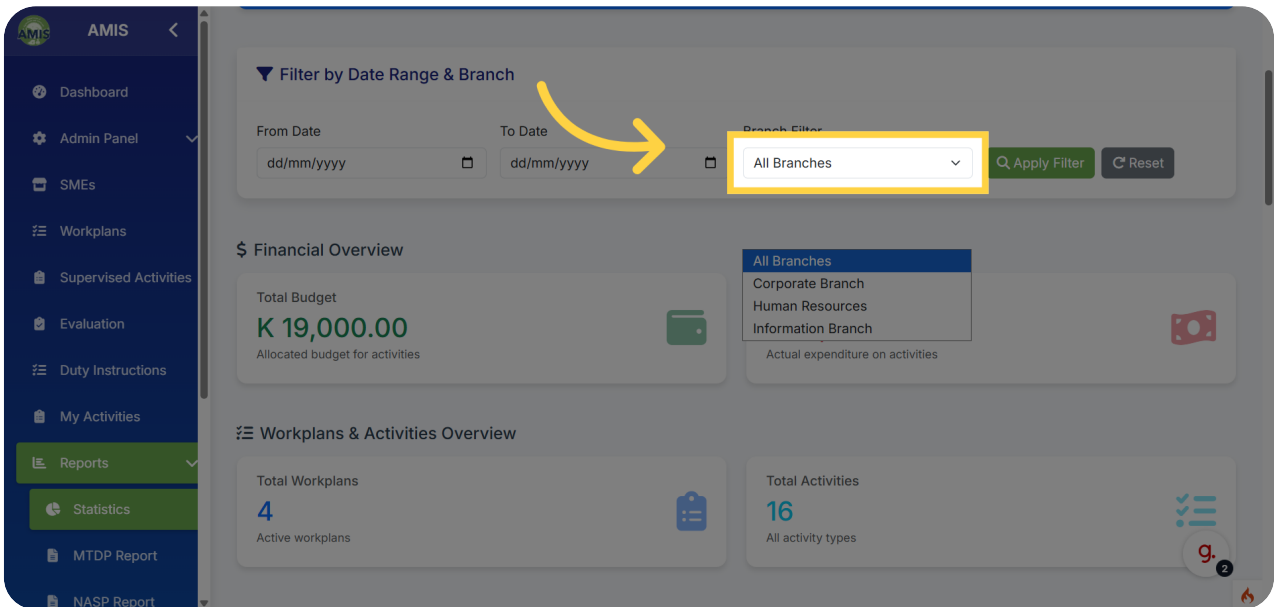 AMIS
AMIS
Dashboard
Admin Panel
SMEs
Workplans
Supervised Activities
Evaluation
Duty Instructions
My Activities
Reports
Statistics
MTDP Report
NASP Report
Filter by Date Range & Branch
From Date
To Date
Branch Filter
dd/mm/yyyy
dd/mm/yyyy
All Branches
Apply Filter
Reset
$ Financial Overview
All Branches
Corporate Branch
Human Resources
Information Branch
Total Budget
K 19,000.00
Allocated budget for activities
Actual expenditure on activities
Workplans & Activities Overview
Total Workplans
4
Active workplans
Total Activities
16
All activity types
g.
2